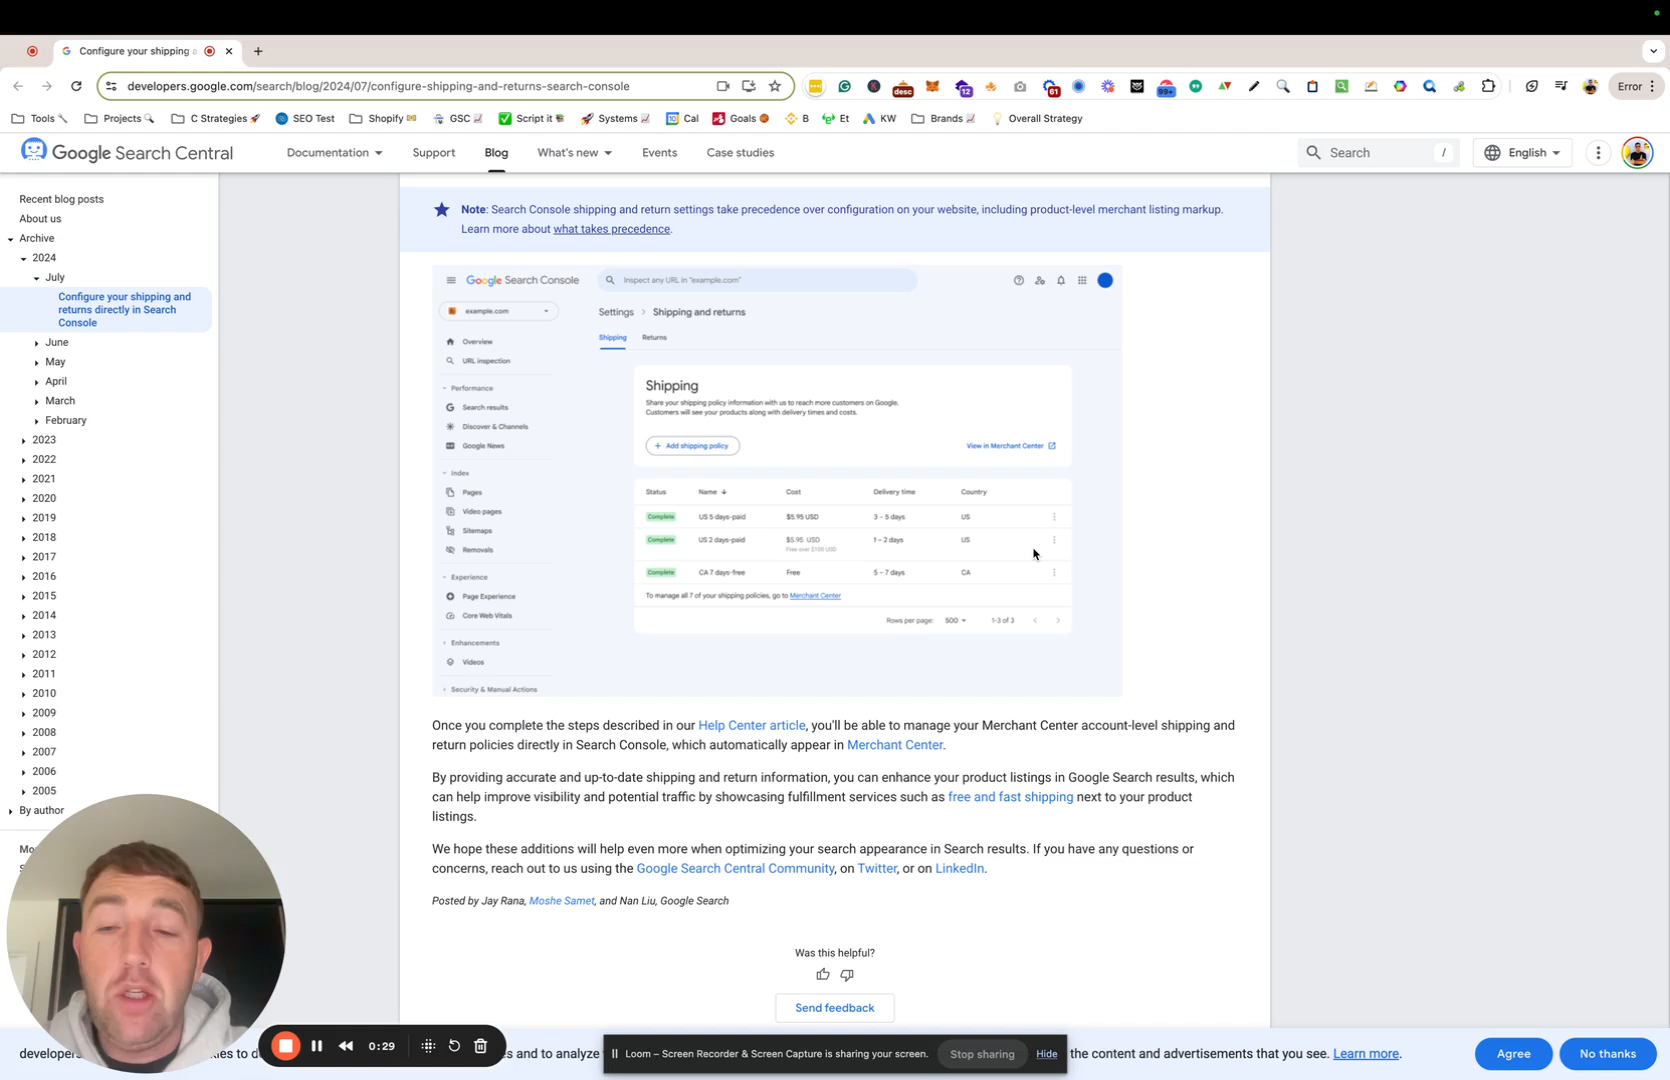 Configure your shipping a
developers.google.com/search/blog/2024/07/configure-shipping-and-returns-search-console
desc
12
61
99+
Error
Tools
Projects
C Strategies
SEO Test
Shopify
GSC
Script it
Systems
Cal
Goals
B
Et
KW
Brands
Overall Strategy
Google Search Central
Documentation
Support
Blog
What's new
Events
Case studies
Search
/
English
Recent blog posts
About us
Archive
2024
July
Configure your shipping and
returns directly in Search
Console
June
May
April
March
February
2023
2022
2021
2020
2019
2018
2017
2016
2015
2014
2013
2012
2011
2010
2009
2008
2007
2006
2005
By author
Note: Search Console shipping and return settings take precedence over configuration on your website, including product-level merchant listing markup.
Learn more about what takes precedence.
Google Search Console
Inspect any URL in "example.com"
example.com
Settings
Shipping and returns
Shipping
Returns
Overview
URL inspection
Performance
Search results
Discover & Channels
Google News
Index
Pages
Video pages
Sitemaps
Removals
Experience
Page Experience
Core Web Vitals
Enhancements
Videos
Security & Manual Actions
Shipping
Share your shipping policy information with us to reach more customers on Google.
Customers will see your products along with delivery times and costs.
+ Add shipping policy
View in Merchant Center
Status Name Cost Delivery time Country
Complete US 5 days-paid $5.95 USD 3 – 5 days US
Complete US 2 days-paid $5.95 USD 1 – 2 days US
Free over $100 USD
Complete CA 7 days-free Free 5 – 7 days CA
To manage all 7 of your shipping policies, go to Merchant Center
Rows per page: 500 1-3 of 3
Once you complete the steps described in our Help Center article, you'll be able to manage your Merchant Center account-level shipping and
return policies directly in Search Console, which automatically appear in Merchant Center.
By providing accurate and up-to-date shipping and return information, you can enhance your product listings in Google Search results, which
can help improve visibility and potential traffic by showcasing fulfillment services such as free and fast shipping next to your product
listings.
We hope these additions will help even more when optimizing your search appearance in Search results. If you have any questions or
concerns, reach out to us using the Google Search Central Community, on Twitter, or on LinkedIn.
Posted by Jay Rana, Moshe Samet, and Nan Liu, Google Search
Was this helpful?
Send feedback
0:29
Loom – Screen Recorder & Screen Capture is sharing your screen.
Stop sharing
Hide
and to analyze
the content and advertisements that you see. Learn more.
Agree
No thanks